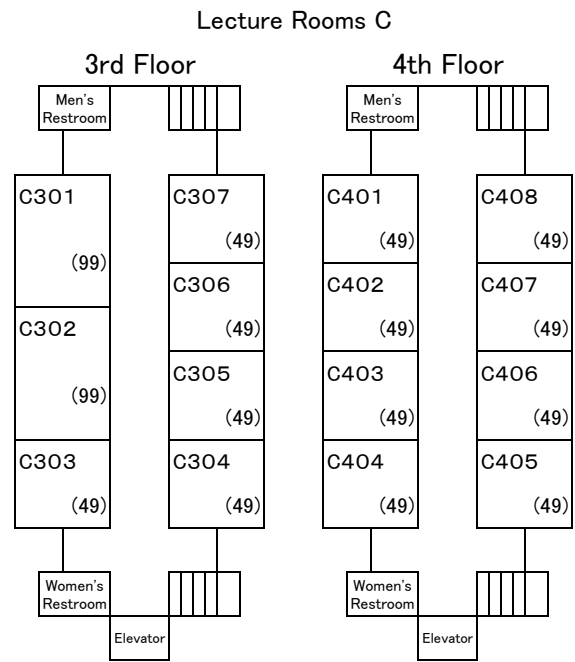 Lecture Rooms C
3rd Floor
Men's
Restroom
C301
(99)
C302
(99)
C303
(49)
C307
(49)
C306
(49)
C305
(49)
C304
(49)
Women's
Restroom
Elevator
4th Floor
Men's
Restroom
C401
(49)
C402
(49)
C403
(49)
C404
(49)
C408
(49)
C407
(49)
C406
(49)
C405
(49)
Women's
Restroom
Elevator